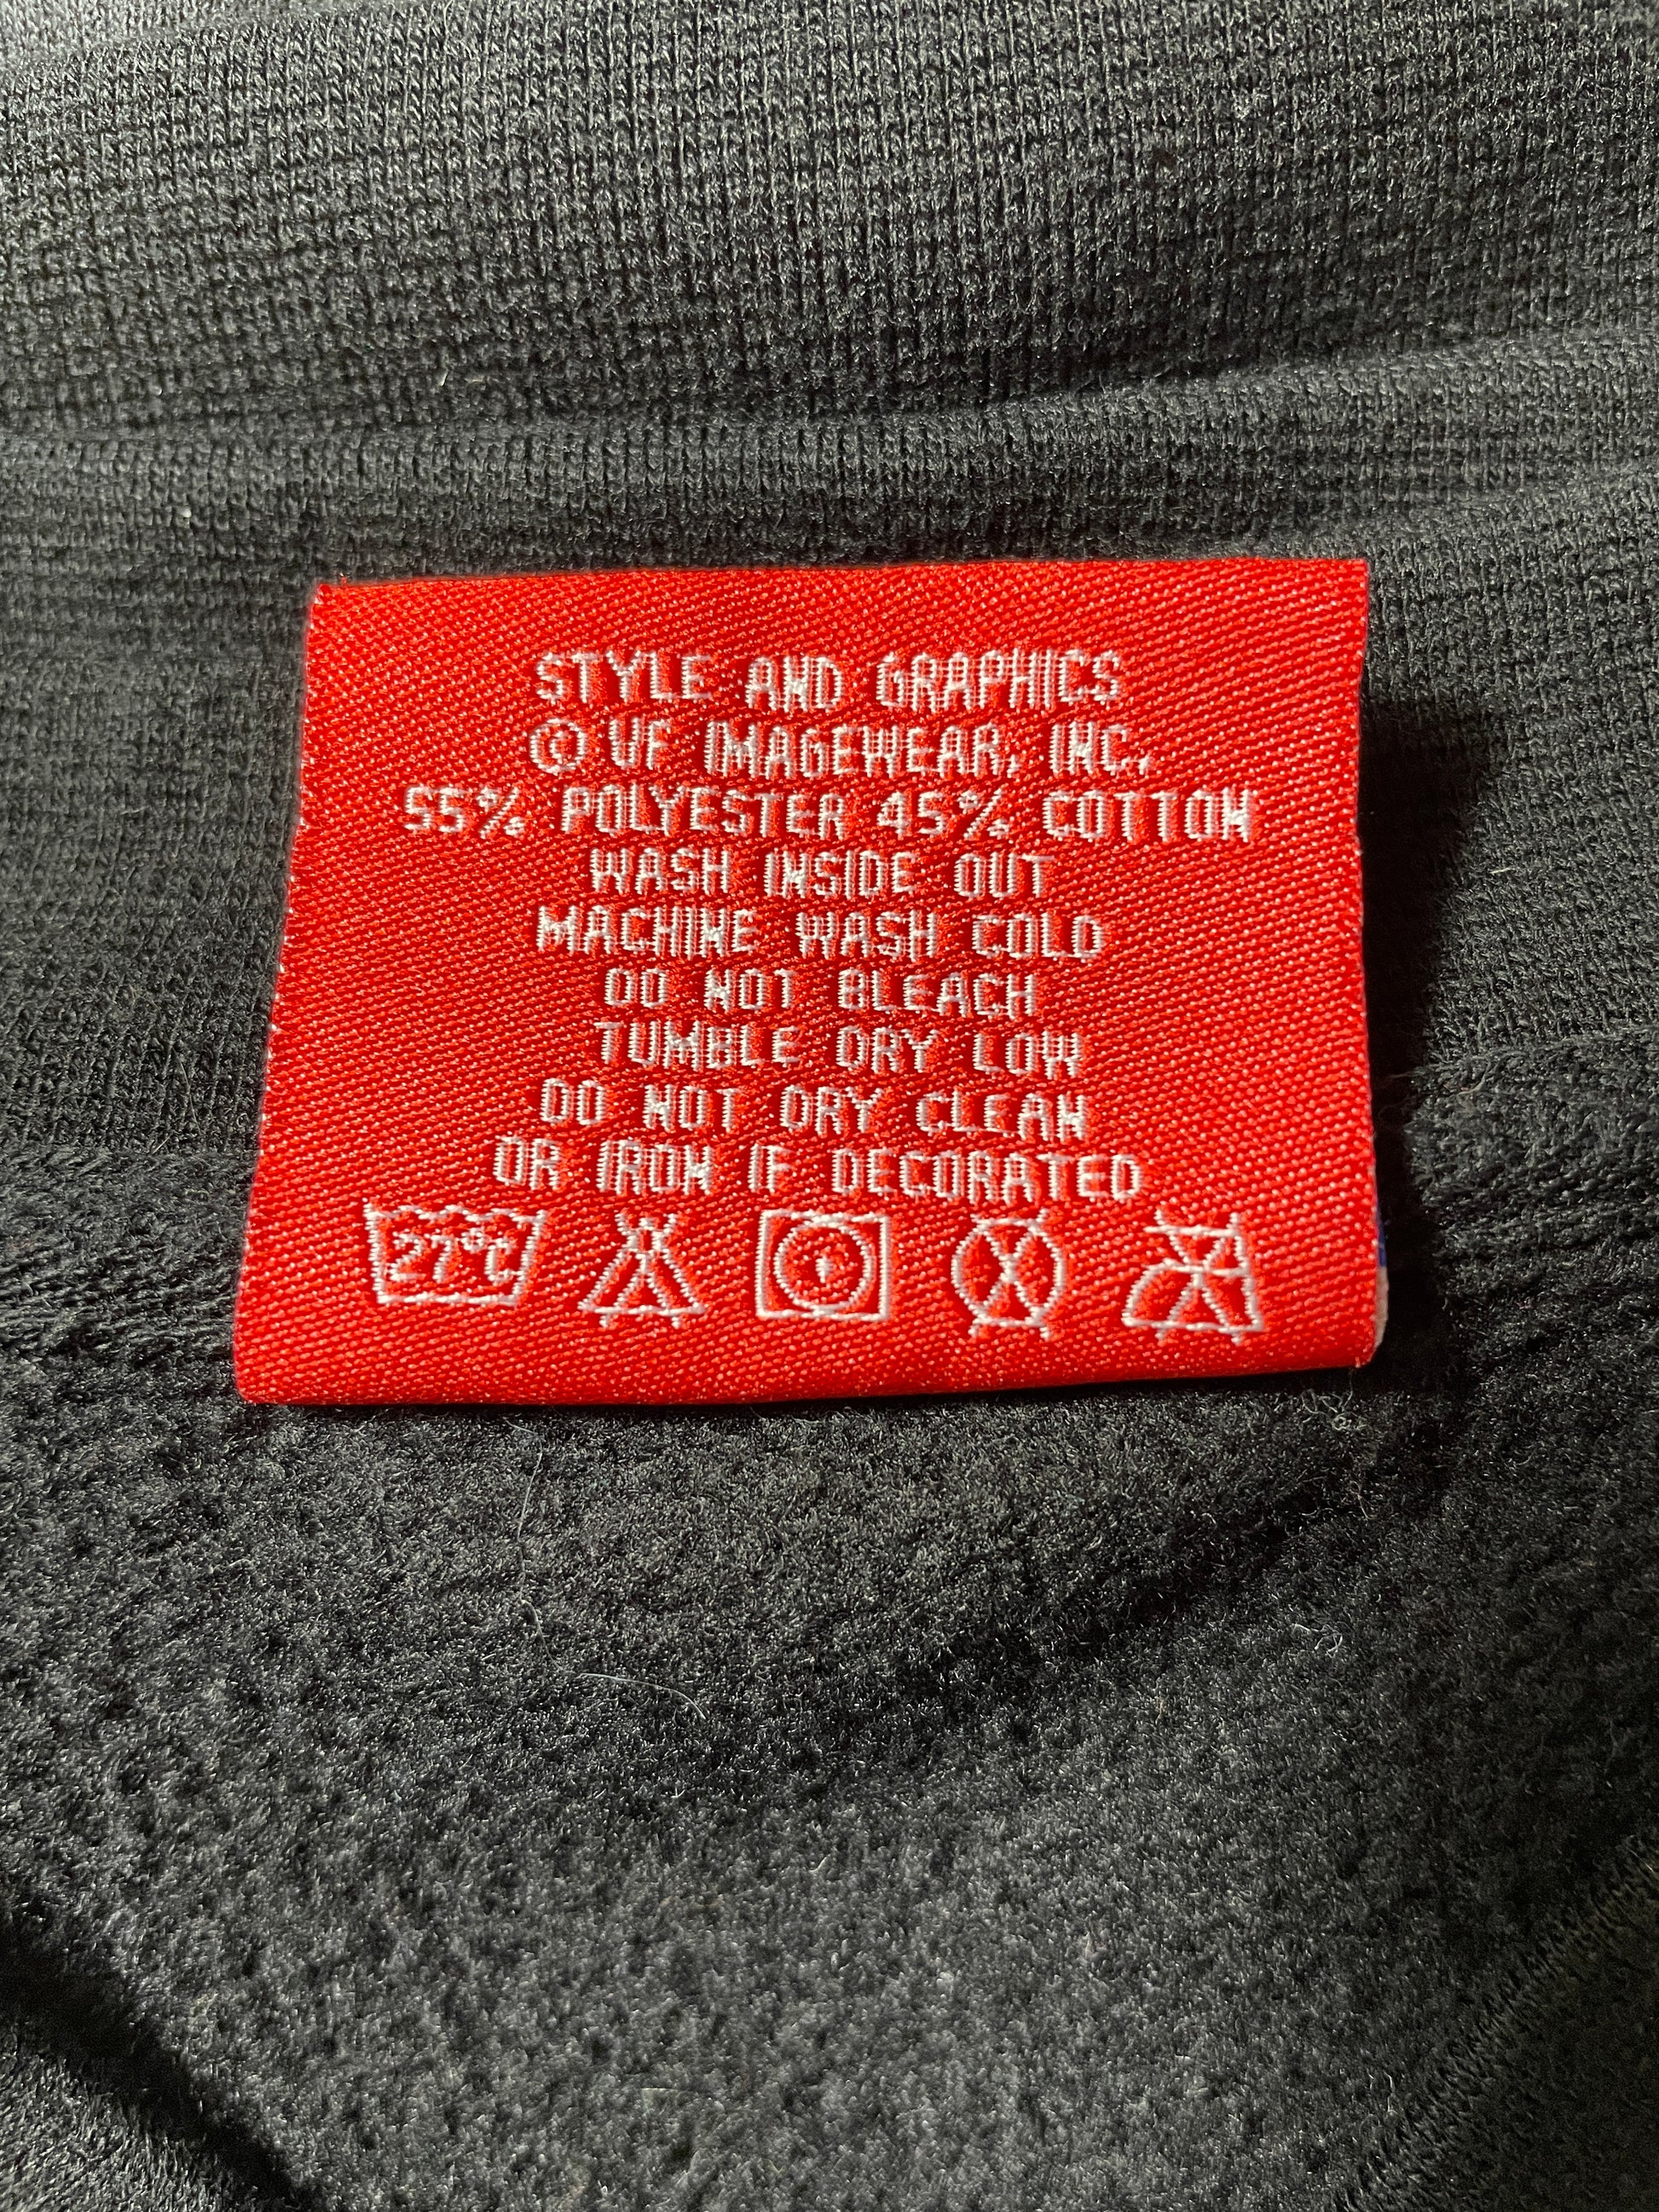 STYLE AND GRAPHICS
© VF IMAGEWEAR, INC.,
55% POLYESTER 45% COTTON
WASH INSIDE OUT
MACHINE WASH COLD
DO NOT BLEACH
TUMBLE DRY LOW
DO NOT DRY CLEAN
OR IRON IF DECORATED
27°C